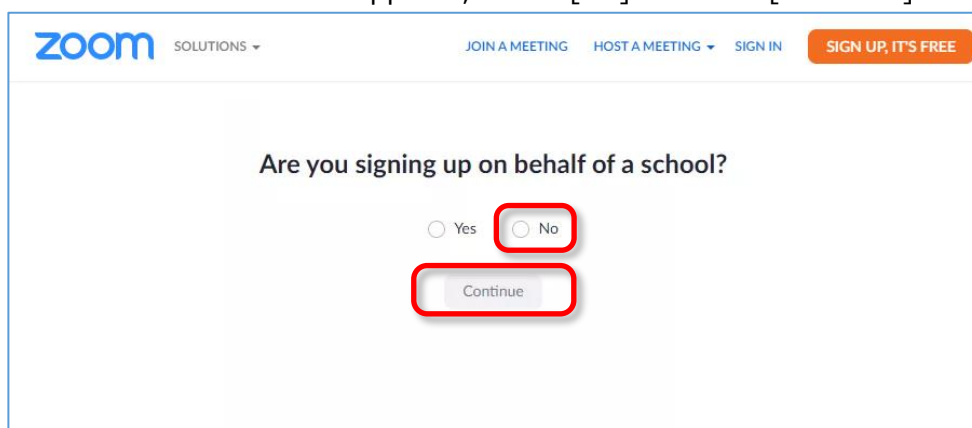 zoom SOLUTIONS JOIN A MEETING HOST A MEETING SIGN IN SIGN UP, IT'S FREE
Are you signing up on behalf of a school?
Yes No
Continue